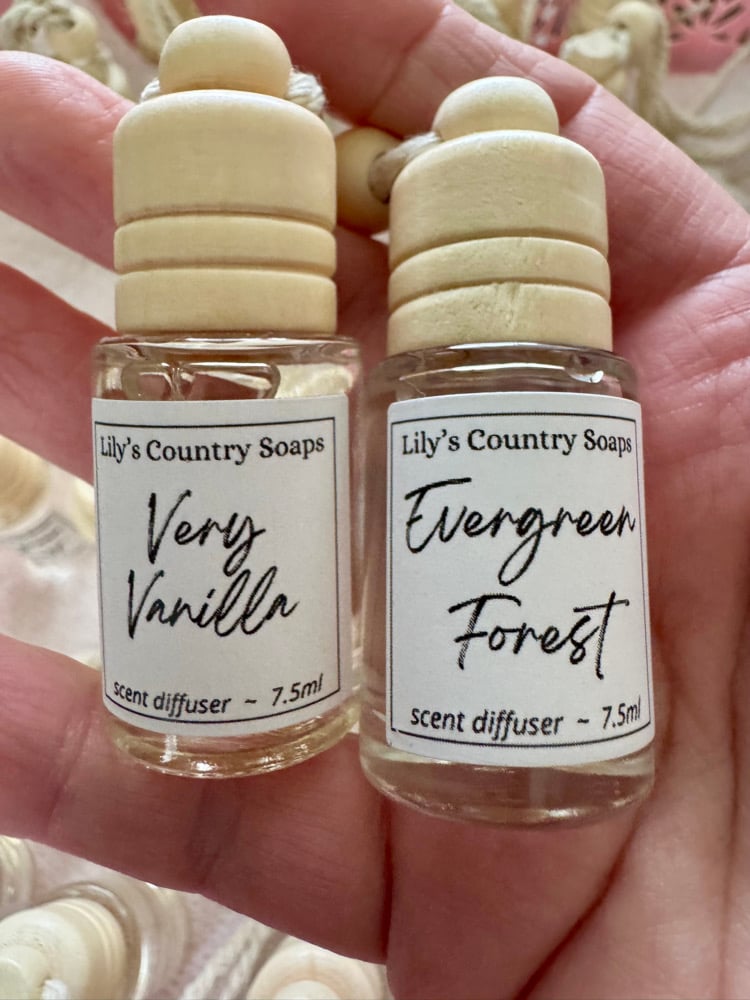 Lily's Country Soaps
Very
Vanilla
scent diffuser ~ 7.5ml
Lily's Country Soaps
Evergreen
Forest
scent diffuser ~ 7.5ml